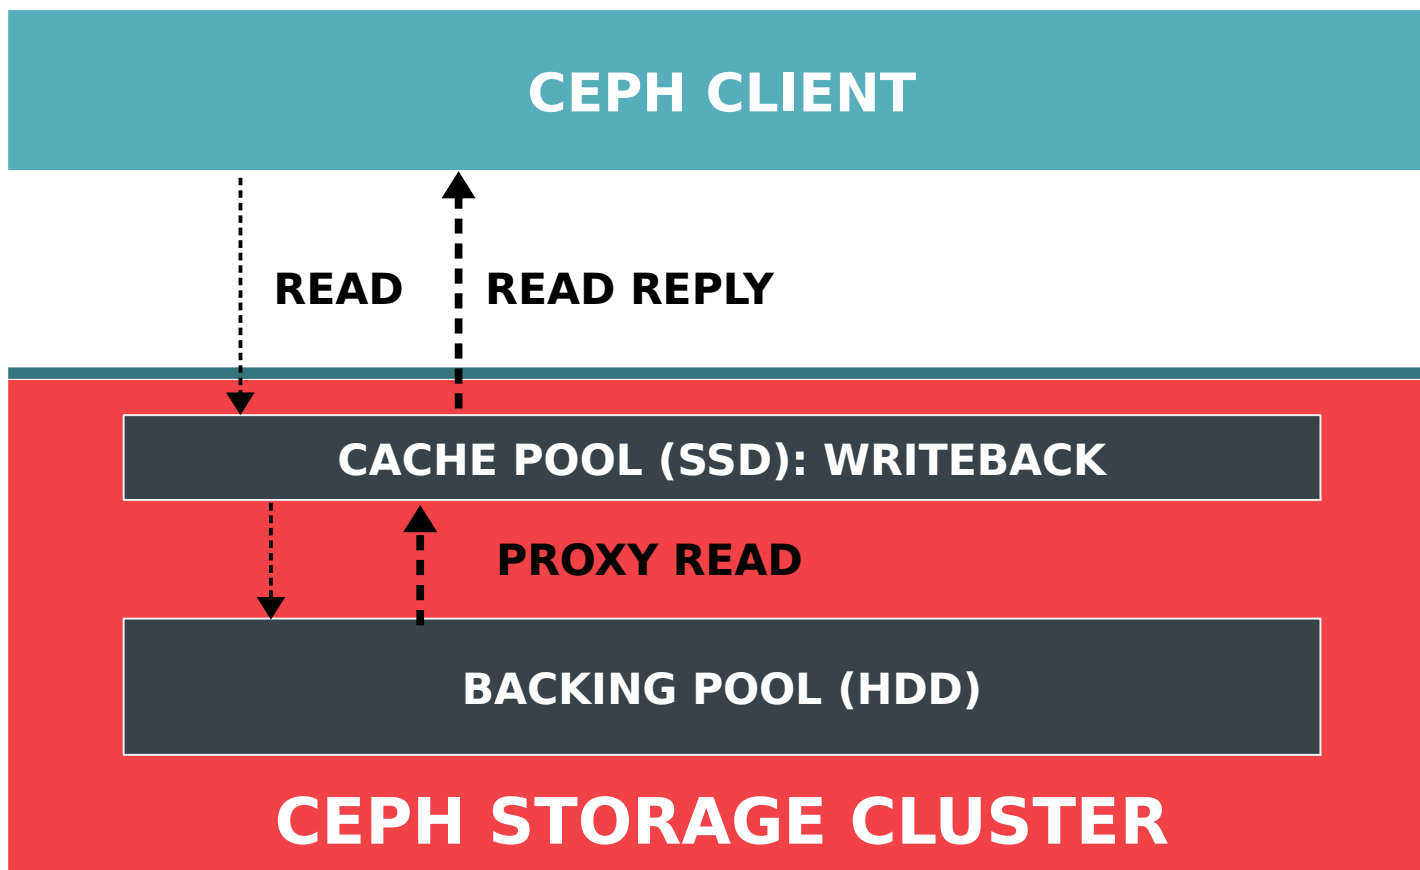 CEPH CLIENT
READ
READ REPLY
CACHE POOL (SSD): WRITEBACK
PROXY READ
BACKING POOL (HDD)
CEPH STORAGE CLUSTER